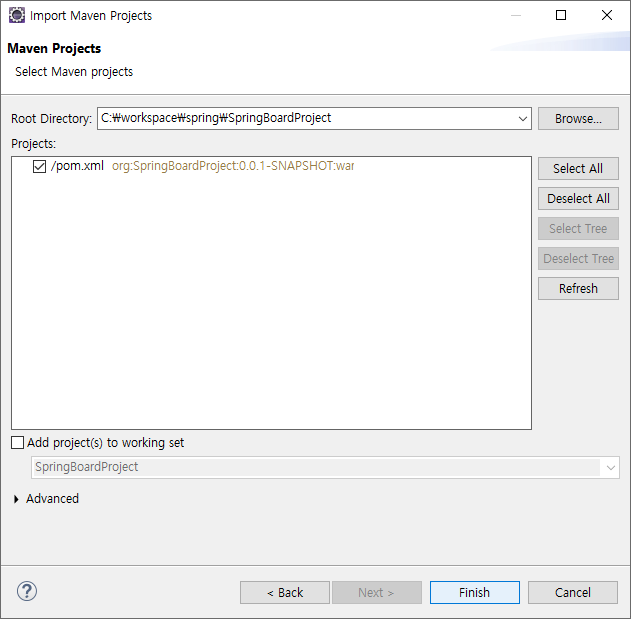 Import Maven Projects
Maven Projects
Select Maven projects
Root Directory: C:₩workspace₩spring₩SpringBoardProject Browse...
Projects:
/pom.xml org:SpringBoardProject:0.0.1-SNAPSHOT:war
Select All
Deselect All
Select Tree
Deselect Tree
Refresh
Add project(s) to working set
SpringBoardProject
Advanced
? < Back Next > Finish Cancel